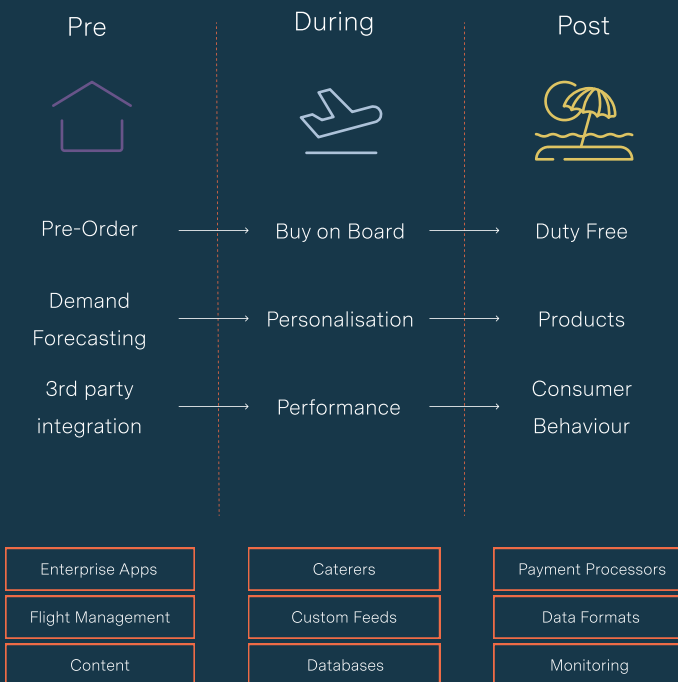 Pre
During
Post
Pre-Order
Buy on Board
Duty Free
Demand
Forecasting
Personalisation
Products
3rd party
integration
Performance
Consumer
Behaviour
Enterprise Apps
Caterers
Payment Processors
Flight Management
Custom Feeds
Data Formats
Content
Databases
Monitoring